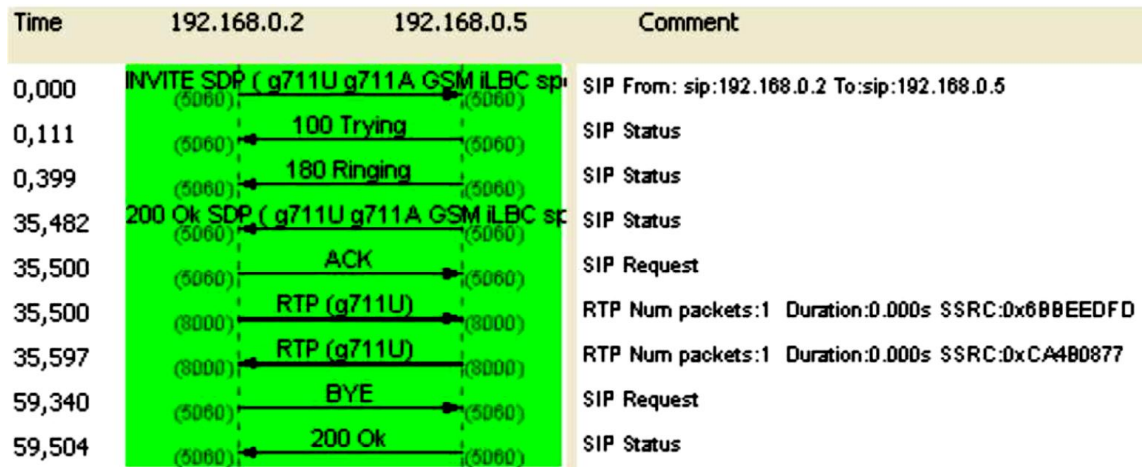 Time 192.168.0.2 192.168.0.5 Comment
0,000 INVITE SDP ( g711U g711A GSM iLBC SIP From: sip:192.168.0.2 To:sip:192.168.0.5
(5060) (5060)
0,111 100 Trying SIP Status
(5060) (5060)
0,399 180 Ringing SIP Status
(5060) (5060)
35,482 200 Ok SDP ( g711U g711A GSM iLBC SIP Status
(5060) (5060)
35,500 ACK SIP Request
(5060) (5060)
35,500 RTP (g711U) RTP Num packets:1 Duration:0.000s SSRC:0x6BBEEDFD
(8000) (8000)
35,597 RTP (g711U) RTP Num packets:1 Duration:0.000s SSRC:0xCA4B0877
(8000) (8000)
59,340 BYE SIP Request
(5060) (5060)
59,504 200 Ok SIP Status
(5060) (5060)